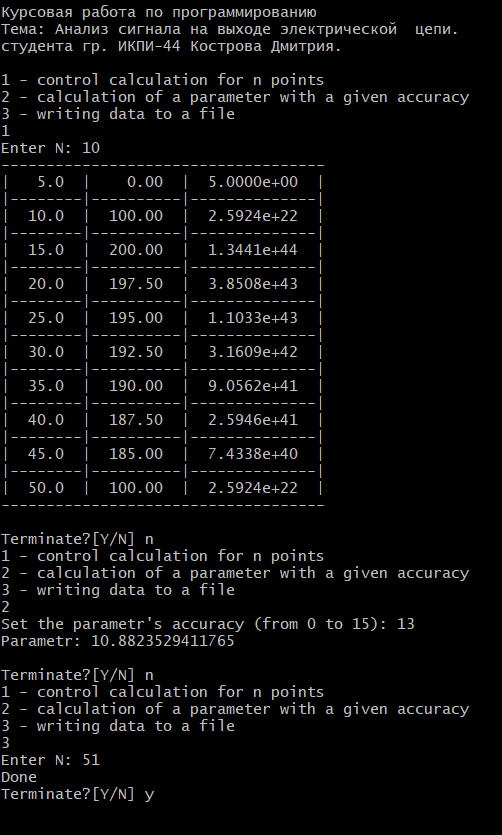 Курсовая работа по программированию
Тема: Анализ сигнала на выходе электрической  цепи.
студента гр. ИКПИ-44 Кострова Дмитрия.
1 - control calculation for n points
2 - calculation of a parameter with a given accuracy
3 - writing data to a file
1
Enter N: 10
------------------------------------
|   5.0  |    0.00  |  5.0000e+00  |
|--------|----------|--------------|
|  10.0  |  100.00  |  2.5924e+22  |
|--------|----------|--------------|
|  15.0  |  200.00  |  1.3441e+44  |
|--------|----------|--------------|
|  20.0  |  197.50  |  3.8508e+43  |
|--------|----------|--------------|
|  25.0  |  195.00  |  1.1033e+43  |
|--------|----------|--------------|
|  30.0  |  192.50  |  3.1609e+42  |
|--------|----------|--------------|
|  35.0  |  190.00  |  9.0562e+41  |
|--------|----------|--------------|
|  40.0  |  187.50  |  2.5946e+41  |
|--------|----------|--------------|
|  45.0  |  185.00  |  7.4338e+40  |
|--------|----------|--------------|
|  50.0  |  100.00  |  2.5924e+22  |
------------------------------------
Terminate?[Y/N] n
1 - control calculation for n points
2 - calculation of a parameter with a given accuracy
3 - writing data to a file
2
Set the parametr's accuracy (from 0 to 15): 13
Parametr: 10.8823529411765
Terminate?[Y/N] n
1 - control calculation for n points
2 - calculation of a parameter with a given accuracy
3 - writing data to a file
3
Enter N: 51
Done
Terminate?[Y/N] y